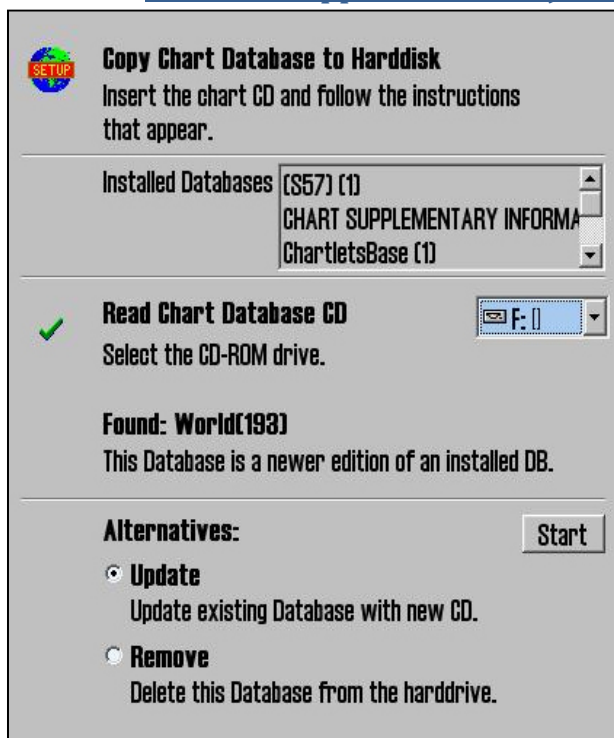 SETUP
Copy Chart Database to Harddisk
Insert the chart CD and follow the instructions
that appear.
Installed Databases
(S57) (1)
CHART SUPPLEMENTARY INFORMA
ChartletsBase (1)
Read Chart Database CD
F: []
Select the CD-ROM drive.
Found: World(193)
This Database is a newer edition of an installed DB.
Alternatives:
Start
Update
Update existing Database with new CD.
Remove
Delete this Database from the harddrive.